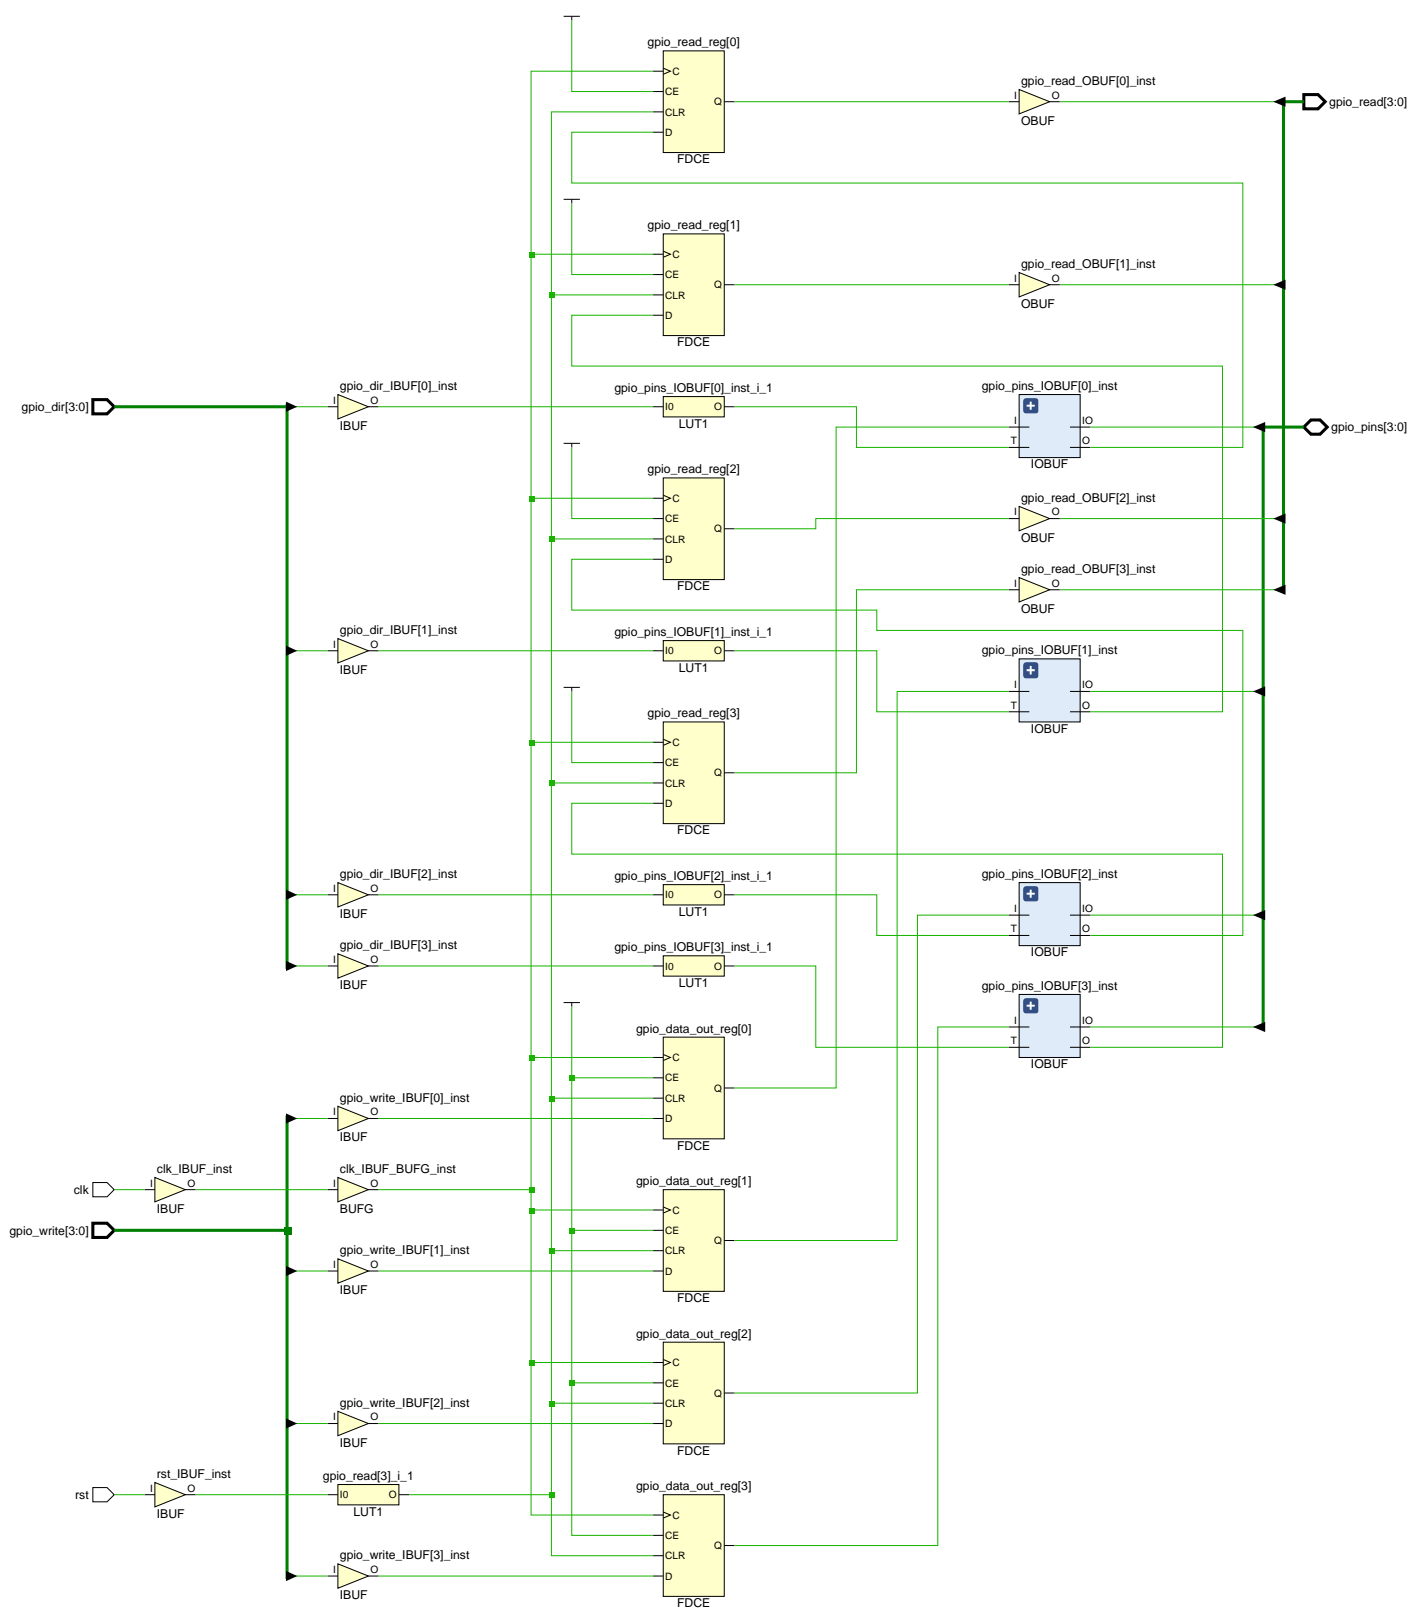 gpio_read_reg[0]
C
CE
CLR
D
Q
FDCE
gpio_read_OBUF[0]_inst
I
O
OBUF
gpio_read[3:0]
gpio_read_reg[1]
C
CE
CLR
D
Q
FDCE
gpio_read_OBUF[1]_inst
I
O
OBUF
gpio_dir[3:0]
gpio_dir_IBUF[0]_inst
I
O
IBUF
gpio_pins_IOBUF[0]_inst_i_1
I0
O
LUT1
gpio_pins_IOBUF[0]_inst
I
T
IO
O
IOBUF
gpio_pins[3:0]
gpio_read_reg[2]
C
CE
CLR
D
Q
FDCE
gpio_read_OBUF[2]_inst
I
O
OBUF
gpio_read_OBUF[3]_inst
I
O
OBUF
gpio_dir_IBUF[1]_inst
I
O
IBUF
gpio_pins_IOBUF[1]_inst_i_1
I0
O
LUT1
gpio_pins_IOBUF[1]_inst
I
T
IO
O
IOBUF
gpio_read_reg[3]
C
CE
CLR
D
Q
FDCE
gpio_dir_IBUF[2]_inst
I
O
IBUF
gpio_pins_IOBUF[2]_inst_i_1
I0
O
LUT1
gpio_pins_IOBUF[2]_inst
I
T
IO
O
IOBUF
gpio_dir_IBUF[3]_inst
I
O
IBUF
gpio_pins_IOBUF[3]_inst_i_1
I0
O
LUT1
gpio_pins_IOBUF[3]_inst
I
T
IO
O
IOBUF
gpio_data_out_reg[0]
C
CE
CLR
D
Q
FDCE
gpio_write_IBUF[0]_inst
I
O
IBUF
clk
clk_IBUF_inst
I
O
IBUF
clk_IBUF_BUFG_inst
I
O
BUFG
gpio_write[3:0]
gpio_data_out_reg[1]
C
CE
CLR
D
Q
FDCE
gpio_write_IBUF[1]_inst
I
O
IBUF
gpio_data_out_reg[2]
C
CE
CLR
D
Q
FDCE
gpio_write_IBUF[2]_inst
I
O
IBUF
rst
rst_IBUF_inst
I
O
IBUF
gpio_read[3]_i_1
I0
O
LUT1
gpio_data_out_reg[3]
C
CE
CLR
D
Q
FDCE
gpio_write_IBUF[3]_inst
I
O
IBUF